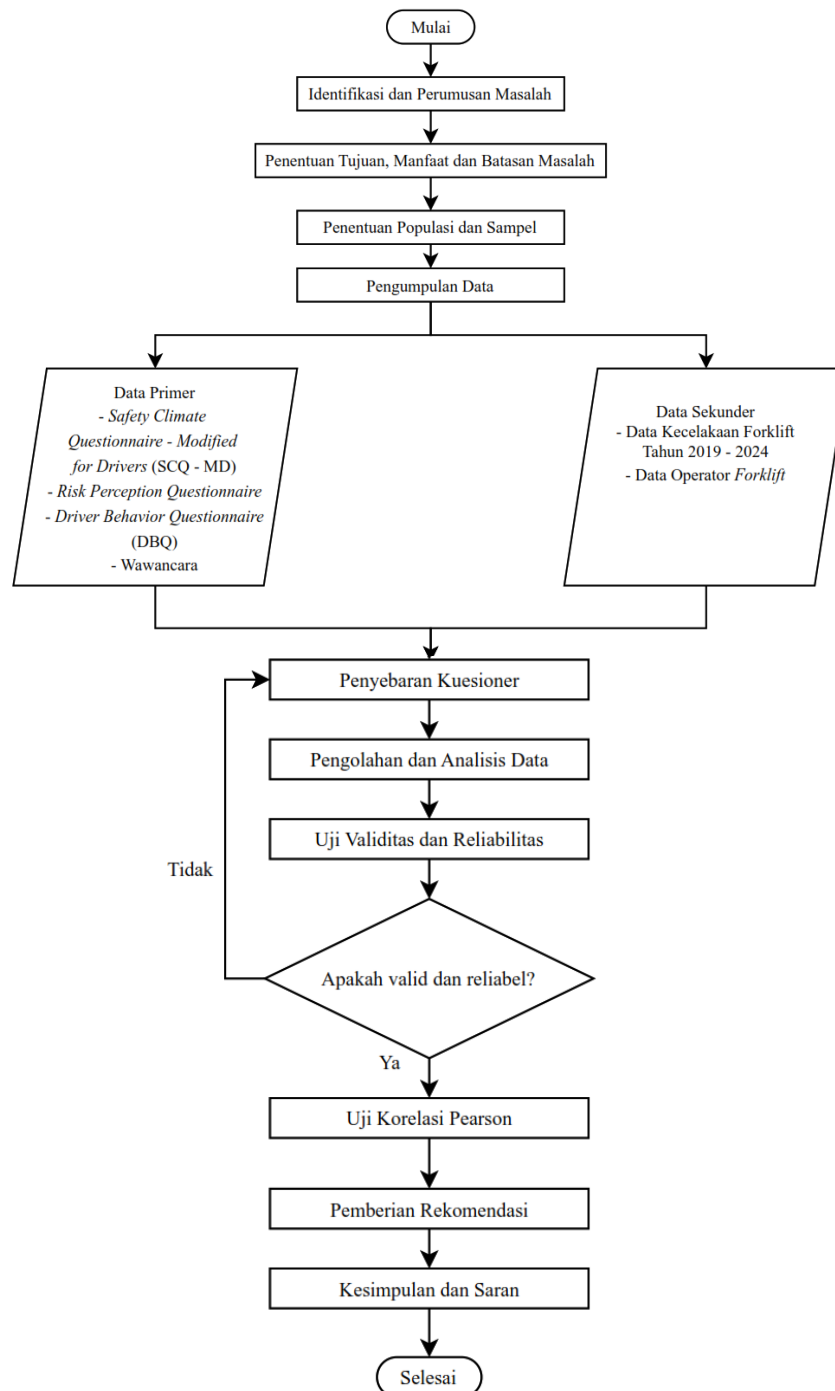 Mulai
Identifikasi dan Perumusan Masalah
Penentuan Tujuan, Manfaat dan Batasan Masalah
Penentuan Populasi dan Sampel
Pengumpulan Data
Data Primer
- Safety Climate
Questionnaire - Modified
for Drivers (SCQ - MD)
- Risk Perception Questionnaire
- Driver Behavior Questionnaire
(DBQ)
- Wawancara
Data Sekunder
- Data Kecelakaan Forklift
Tahun 2019 - 2024
- Data Operator Forklift
Penyebaran Kuesioner
Pengolahan dan Analisis Data
Uji Validitas dan Reliabilitas
Tidak
Apakah valid dan reliabel?
Ya
Uji Korelasi Pearson
Pemberian Rekomendasi
Kesimpulan dan Saran
Selesai